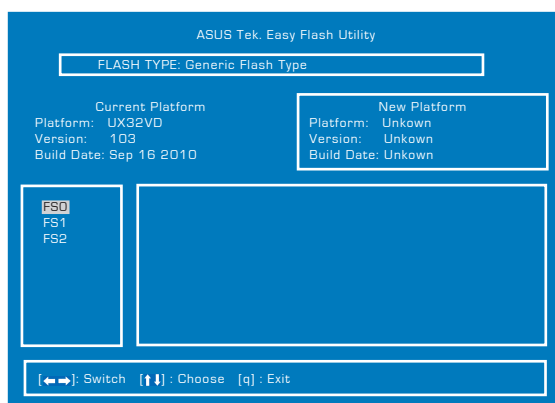 ASUS Tek. Easy Flash Utility
FLASH TYPE: Generic Flash Type
Current Platform
Platform: UX32VD
Version: 103
Build Date: Sep 16 2010
New Platform
Platform: Unkown
Version: Unkown
Build Date: Unkown
FS0
FS1
FS2
[←→]: Switch [↑↓] : Choose [q] : Exit